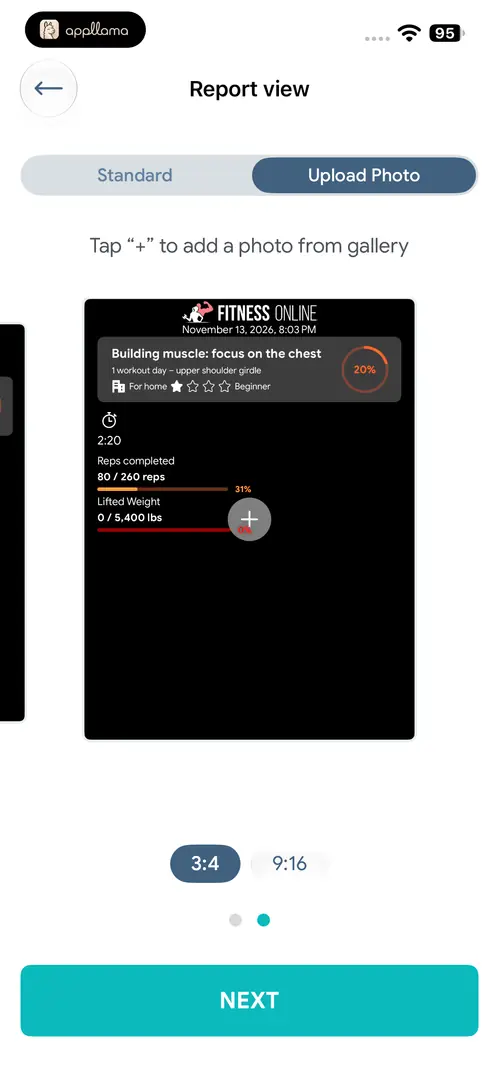 appllama
95
Report view
Standard
Upload Photo
Tap “+” to add a photo from gallery
FITNESS ONLINE
November 13, 2026, 8:03 PM
Building muscle: focus on the chest
1 workout day – upper shoulder girdle
For home
Beginner
20%
2:20
Reps completed
80 / 260 reps
31%
Lifted Weight
0 / 5,400 lbs
0%
3:4
9:16
NEXT